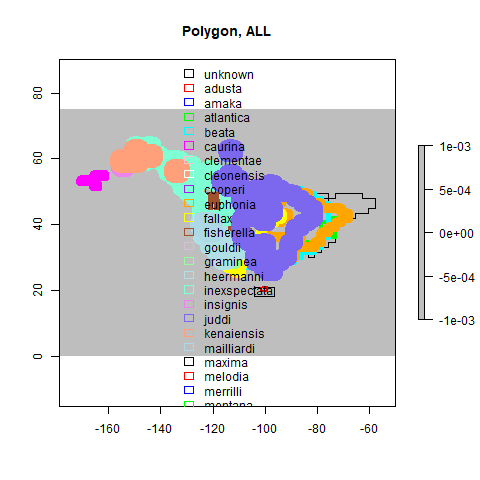 Polygon, ALL
unknown
adusta
amaka
atlantica
beata
caurina
clementae
cleonensis
cooperi
euphonia
fallax
fisherella
gouldii
graminea
heermanni
inexspectata
insignis
juddi
kenaiensis
mailliardi
maxima
melodia
merrilli
montana
80
60
40
20
0
-160
-140
-120
-100
-80
-60
1e-03
5e-04
0e+00
-5e-04
-1e-03